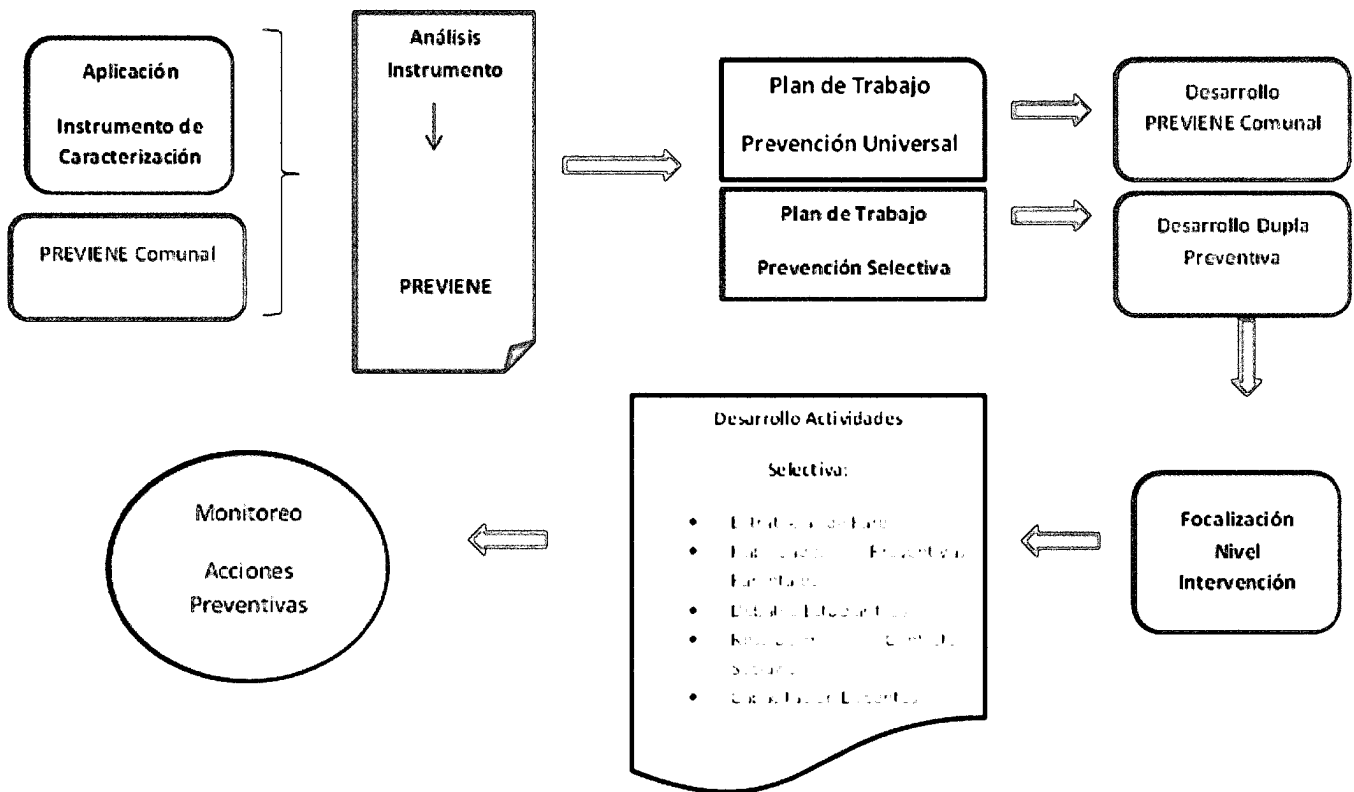 Aplicación
Instrumento de
Caracterización
PREVIENE Comunal
Análisis
Instrumento
PREVIENE
Plan de Trabajo
Prevención Universal
Plan de Trabajo
Prevención Selectiva
Desarrollo
PREVIENE Comunal
Desarrollo Dupla
Preventiva
Focalización
Nivel
Intervención
Desarrollo Actividades
Selectiva:
Monitoreo
Acciones
Preventivas